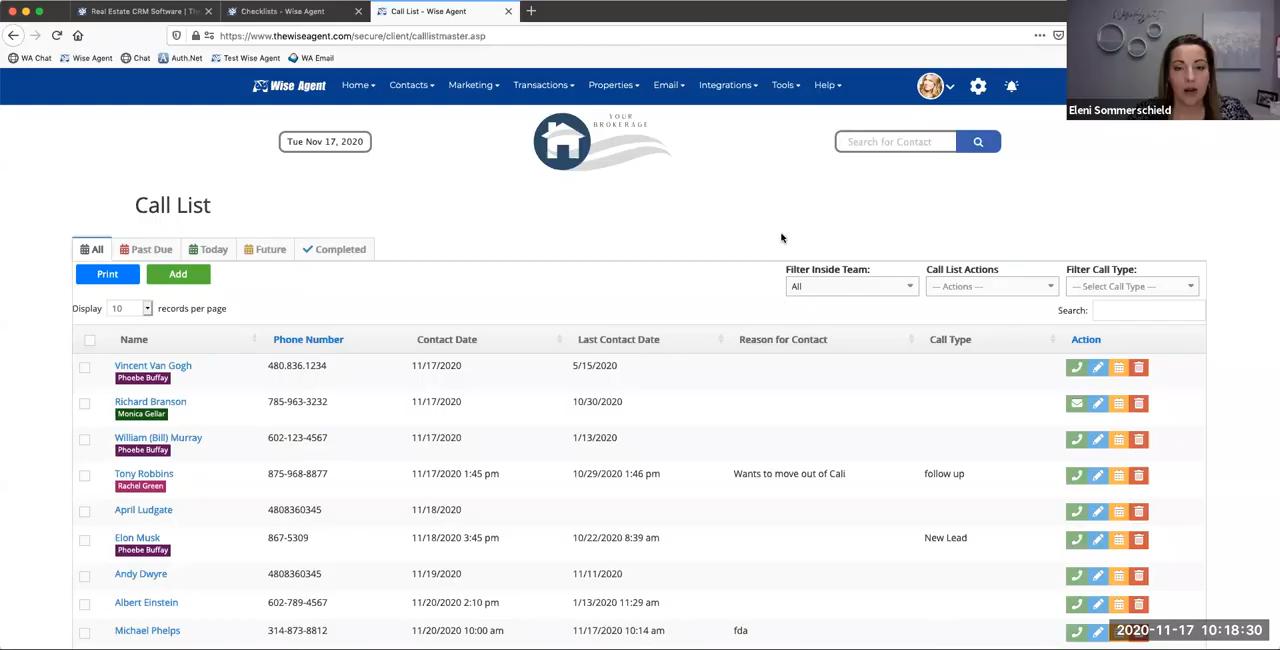 Real Estate CRM Software | The
Checklists - Wise Agent
Call List - Wise Agent
https://www.thewiseagent.com/secure/client/calllistmaster.asp
WA Chat
Wise Agent
Chat
Auth.Net
Test Wise Agent
WA Email
Wise Agent
Home
Contacts
Marketing
Transactions
Properties
Email
Integrations
Tools
Help
Eleni Sommerschield
Tue Nov 17, 2020
YOUR
BROKERAGE
Search for Contact
Call List
All
Past Due
Today
Future
Completed
Print
Add
Filter Inside Team:
Call List Actions
Filter Call Type:
All
--- Actions ---
--- Select Call Type ---
Display 10 records per page
Search:
Name Phone Number Contact Date Last Contact Date Reason for Contact Call Type Action
Vincent Van Gogh 480.836.1234 11/17/2020 5/15/2020
Phoebe Buffay
Richard Branson 785-963-3232 11/17/2020 10/30/2020
Monica Gellar
William (Bill) Murray 602-123-4567 11/17/2020 1/13/2020
Phoebe Buffay
Tony Robbins 875-968-8877 11/17/2020 1:45 pm 10/29/2020 1:46 pm Wants to move out of Cali follow up
Rachel Green
April Ludgate 4808360345 11/18/2020
Elon Musk 867-5309 11/18/2020 3:45 pm 10/22/2020 8:39 am New Lead
Phoebe Buffay
Andy Dwyre 4808360345 11/19/2020 11/11/2020
Albert Einstein 602-789-4567 11/20/2020 2:10 pm 1/13/2020 11:29 am
Michael Phelps 314-873-8812 11/20/2020 10:00 am 11/17/2020 10:14 am fda
2020-11-17 10:18:30